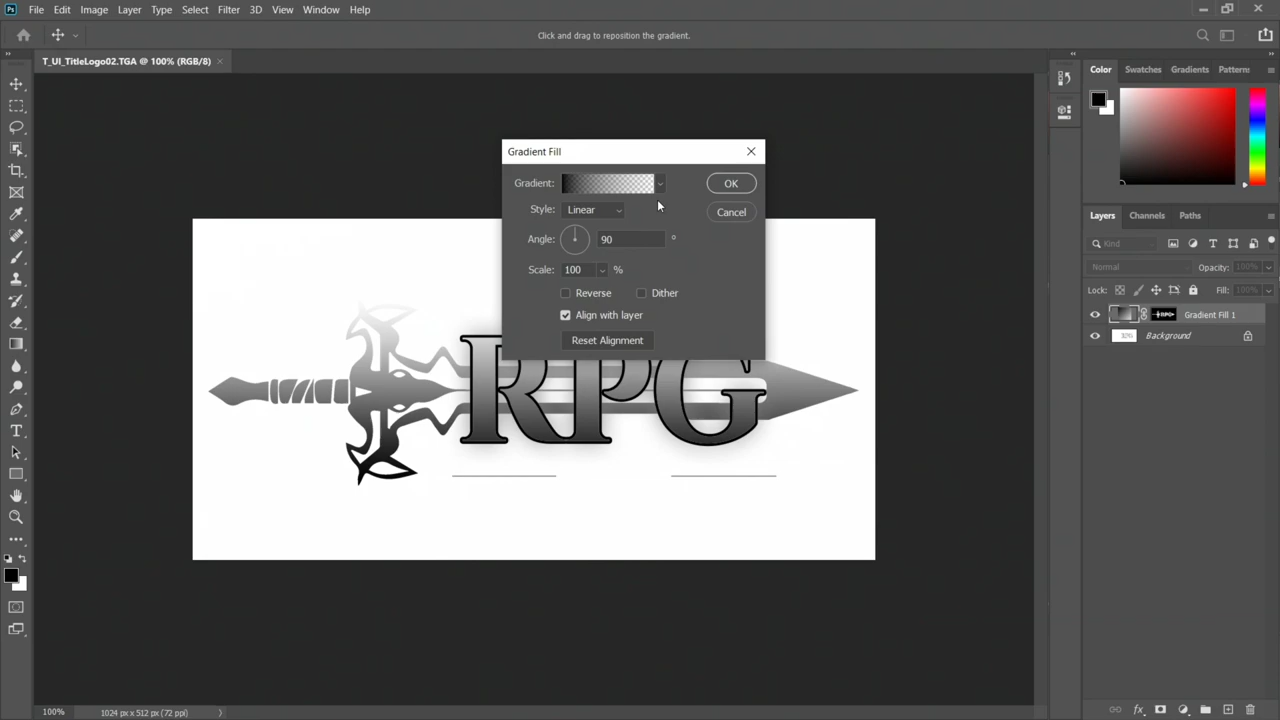 Ps File Edit Image Layer Type Select Filter 3D View Window Help
Click and drag to reposition the gradient.
T_UI_TitleLogo02.TGA @ 100% (RGB/8) ×
Color Swatches Gradients Patterns
Gradient Fill
Gradient: OK
Style: Linear Cancel
Angle: 90 °
Scale: 100 %
Reverse Dither
Align with layer
Reset Alignment
RPG
Layers Channels Paths
Kind
Normal Opacity: 100%
Lock: Fill: 100%
Gradient Fill 1
Background
100% 1024 px x 512 px (72 ppi)